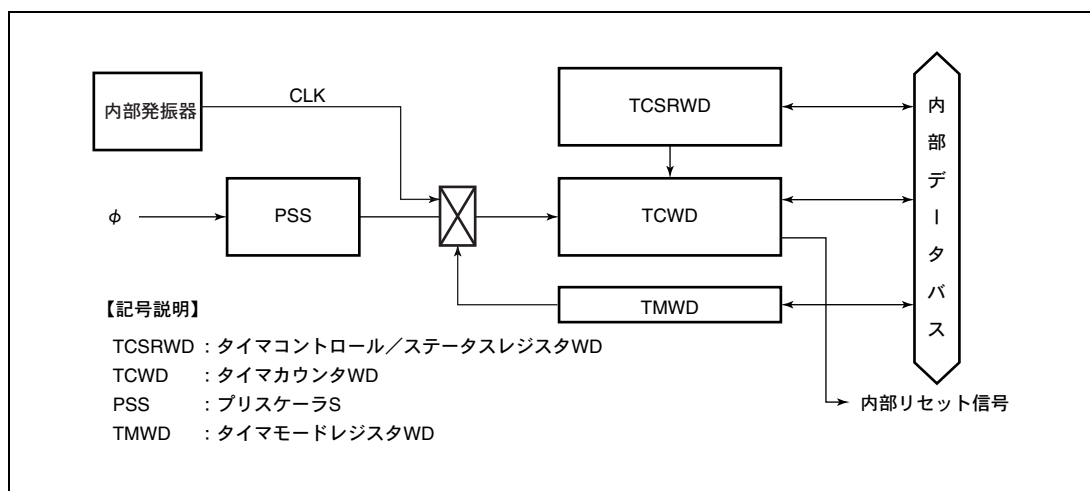 内部発振器
CLK
TCSRWD
φ
PSS
TCWD
TMWD
内部データバス
内部リセット信号
【記号説明】
TCSRWD：タイマコントロール／ステータスレジスタWD
TCWD ：タイマカウンタWD
PSS ：プリスケーラS
TMWD ：タイマモードレジスタWD